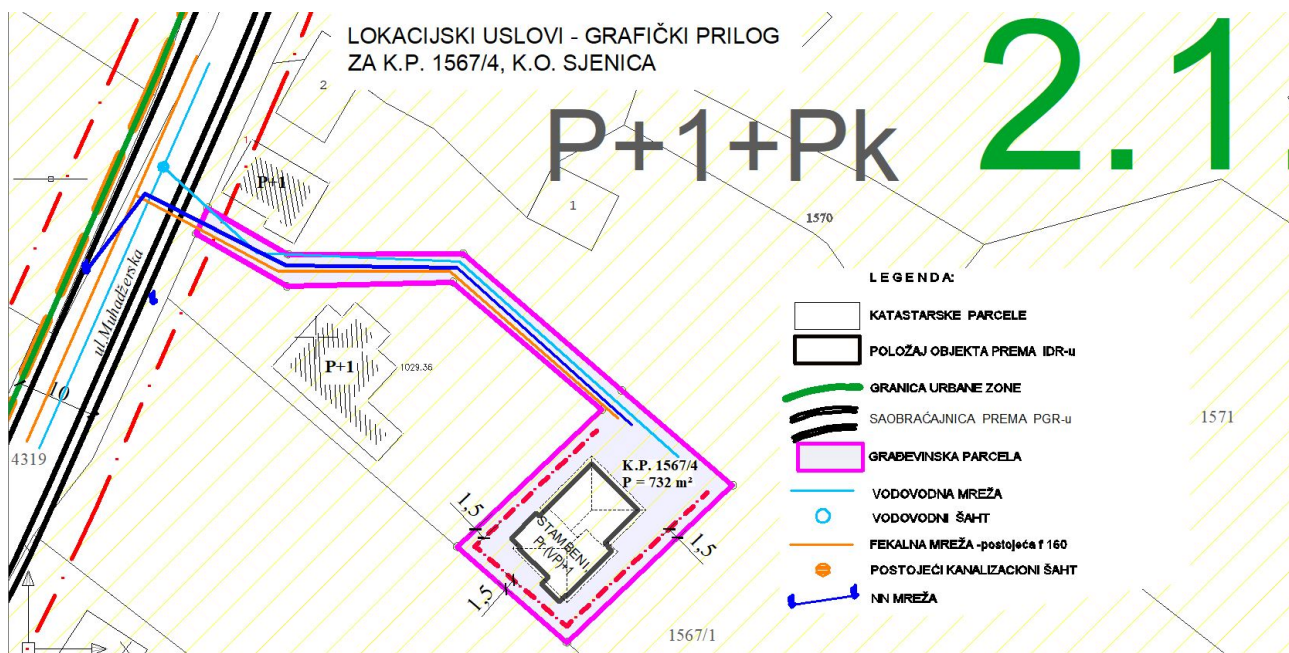 LOKACIJSKI USLOVI - GRAFIČKI PRILOG
ZA K.P. 1567/4, K.O. SJENICA
2.1.
P+1+Pk
2
1
P+1
1
1570
ul.Muhadžerska
10
4319
P+1
1029.36
K.P. 1567/4
P = 732 m²
1,5
1,5
1,5
STAMBENI
Pr(VP)+1
1567/1
1571
X
LEGENDA:
KATASTARSKE PARCELE
POLOŽAJ OBJEKTA PREMA IDR-u
GRANICA URBANE ZONE
SAOBRAĆAJNICA PREMA PGR-u
GRAĐEVINSKA PARCELA
VODOVODNA MREŽA
VODOVODNI ŠAHT
FEKALNA MREŽA -postojeća f 160
POSTOJEĆI KANALIZACIONI ŠAHT
NN MREŽA